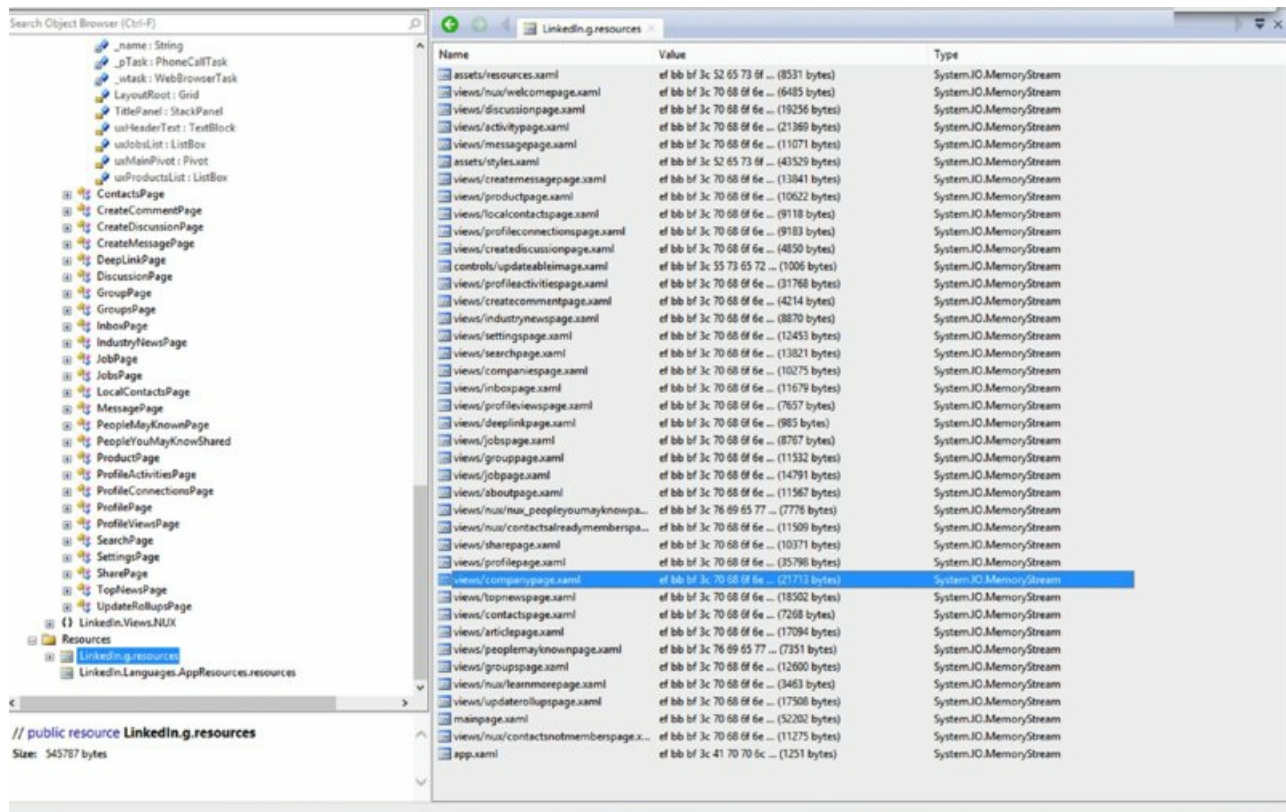 Search Object Browser (Ctrl-F)
_name : String
_pTask : PhoneCallTask
_wtask : WebBrowserTask
LayoutRoot : Grid
TitlePanel : StackPanel
uxHeaderText : TextBlock
uxJobsList : ListBox
uxMainPivot : Pivot
uxProductsList : ListBox
ContactsPage
CreateCommentPage
CreateDiscussionPage
CreateMessagePage
DeepLinkPage
DiscussionPage
GroupPage
GroupsPage
InboxPage
IndustryNewsPage
JobPage
JobsPage
LocalContactsPage
MessagePage
PeopleMayKnownPage
PeopleYouMayKnowShared
ProductPage
ProfileActivitiesPage
ProfileConnectionsPage
ProfilePage
ProfileViewsPage
SearchPage
SettingsPage
SharePage
TopNewsPage
UpdateRollupsPage
{} LinkedIn.Views.NUX
Resources
LinkedIn.g.resources
LinkedIn.Languages.AppResources.resources
// public resource LinkedIn.g.resources
Size: 545787 bytes
LinkedIn.g.resources
Name Value Type
assets/resources.xaml ef bb bf 3c 52 65 73 6f ... (8531 bytes) System.IO.MemoryStream
views/nux/welcomepage.xaml ef bb bf 3c 70 68 6f 6e ... (6485 bytes) System.IO.MemoryStream
views/discussionpage.xaml ef bb bf 3c 70 68 6f 6e ... (19256 bytes) System.IO.MemoryStream
views/activitypage.xaml ef bb bf 3c 70 68 6f 6e ... (21369 bytes) System.IO.MemoryStream
views/messagepage.xaml ef bb bf 3c 70 68 6f 6e ... (11071 bytes) System.IO.MemoryStream
assets/styles.xaml ef bb bf 3c 52 65 73 6f ... (43529 bytes) System.IO.MemoryStream
views/createmessagepage.xaml ef bb bf 3c 70 68 6f 6e ... (13841 bytes) System.IO.MemoryStream
views/productpage.xaml ef bb bf 3c 70 68 6f 6e ... (10622 bytes) System.IO.MemoryStream
views/localcontactspage.xaml ef bb bf 3c 70 68 6f 6e ... (9118 bytes) System.IO.MemoryStream
views/profileconnectionspage.xaml ef bb bf 3c 70 68 6f 6e ... (9183 bytes) System.IO.MemoryStream
views/creatediscussionpage.xaml ef bb bf 3c 70 68 6f 6e ... (4850 bytes) System.IO.MemoryStream
controls/updateableimage.xaml ef bb bf 3c 55 73 65 72 ... (1006 bytes) System.IO.MemoryStream
views/profileactivitiespage.xaml ef bb bf 3c 70 68 6f 6e ... (31768 bytes) System.IO.MemoryStream
views/createcommentpage.xaml ef bb bf 3c 70 68 6f 6e ... (4214 bytes) System.IO.MemoryStream
views/industrynewspage.xaml ef bb bf 3c 70 68 6f 6e ... (8870 bytes) System.IO.MemoryStream
views/settingspage.xaml ef bb bf 3c 70 68 6f 6e ... (12453 bytes) System.IO.MemoryStream
views/searchpage.xaml ef bb bf 3c 70 68 6f 6e ... (13821 bytes) System.IO.MemoryStream
views/companiespage.xaml ef bb bf 3c 70 68 6f 6e ... (10275 bytes) System.IO.MemoryStream
views/inboxpage.xaml ef bb bf 3c 70 68 6f 6e ... (11679 bytes) System.IO.MemoryStream
views/profileviewspage.xaml ef bb bf 3c 70 68 6f 6e ... (7657 bytes) System.IO.MemoryStream
views/deeplinkpage.xaml ef bb bf 3c 70 68 6f 6e ... (985 bytes) System.IO.MemoryStream
views/jobspage.xaml ef bb bf 3c 70 68 6f 6e ... (8767 bytes) System.IO.MemoryStream
views/grouppage.xaml ef bb bf 3c 70 68 6f 6e ... (11532 bytes) System.IO.MemoryStream
views/jobpage.xaml ef bb bf 3c 70 68 6f 6e ... (14791 bytes) System.IO.MemoryStream
views/aboutpage.xaml ef bb bf 3c 70 68 6f 6e ... (11567 bytes) System.IO.MemoryStream
views/nux/nux_peopleyoumayknowpa... ef bb bf 3c 76 69 65 77 ... (7776 bytes) System.IO.MemoryStream
views/nux/contactsalreadymemberspa... ef bb bf 3c 70 68 6f 6e ... (11509 bytes) System.IO.MemoryStream
views/sharepage.xaml ef bb bf 3c 70 68 6f 6e ... (10371 bytes) System.IO.MemoryStream
views/profilepage.xaml ef bb bf 3c 70 68 6f 6e ... (35798 bytes) System.IO.MemoryStream
views/companypage.xaml ef bb bf 3c 70 68 6f 6e ... (21713 bytes) System.IO.MemoryStream
views/topnewspage.xaml ef bb bf 3c 70 68 6f 6e ... (18502 bytes) System.IO.MemoryStream
views/contactspage.xaml ef bb bf 3c 70 68 6f 6e ... (7268 bytes) System.IO.MemoryStream
views/articlepage.xaml ef bb bf 3c 70 68 6f 6e ... (17094 bytes) System.IO.MemoryStream
views/peoplemayknownpage.xaml ef bb bf 3c 76 69 65 77 ... (7351 bytes) System.IO.MemoryStream
views/groupspage.xaml ef bb bf 3c 70 68 6f 6e ... (12600 bytes) System.IO.MemoryStream
views/nux/learnmorepage.xaml ef bb bf 3c 70 68 6f 6e ... (3463 bytes) System.IO.MemoryStream
views/updaterollupspage.xaml ef bb bf 3c 70 68 6f 6e ... (17508 bytes) System.IO.MemoryStream
mainpage.xaml ef bb bf 3c 70 68 6f 6e ... (52202 bytes) System.IO.MemoryStream
views/nux/contactsnotmemberspage.x... ef bb bf 3c 70 68 6f 6e ... (11275 bytes) System.IO.MemoryStream
app.xaml ef bb bf 3c 41 70 70 6c ... (1251 bytes) System.IO.MemoryStream